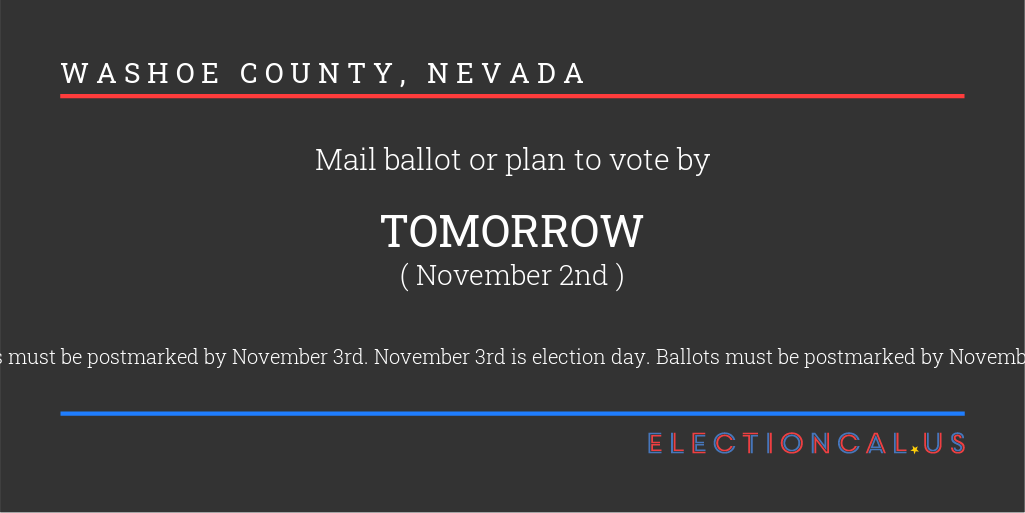 WASHOE COUNTY, NEVADA
Mail ballot or plan to vote by
TOMORROW
( November 2nd )
must be postmarked by November 3rd. November 3rd is election day. Ballots must be postmarked by
ELECTIONCAL.US